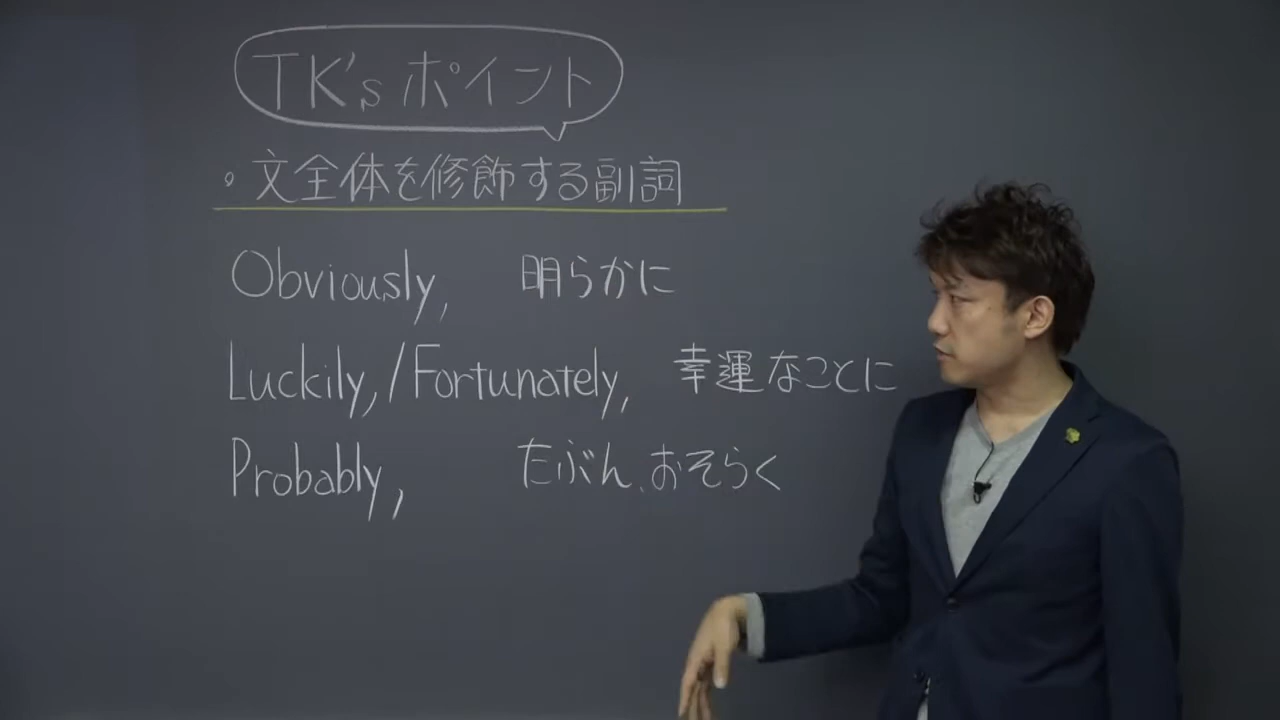 TK'sポイント
。文全体を修飾する副詞
Obviously, 明らかに
Luckily,/Fortunately, 幸運なことに
Probably, たぶん、おそらく